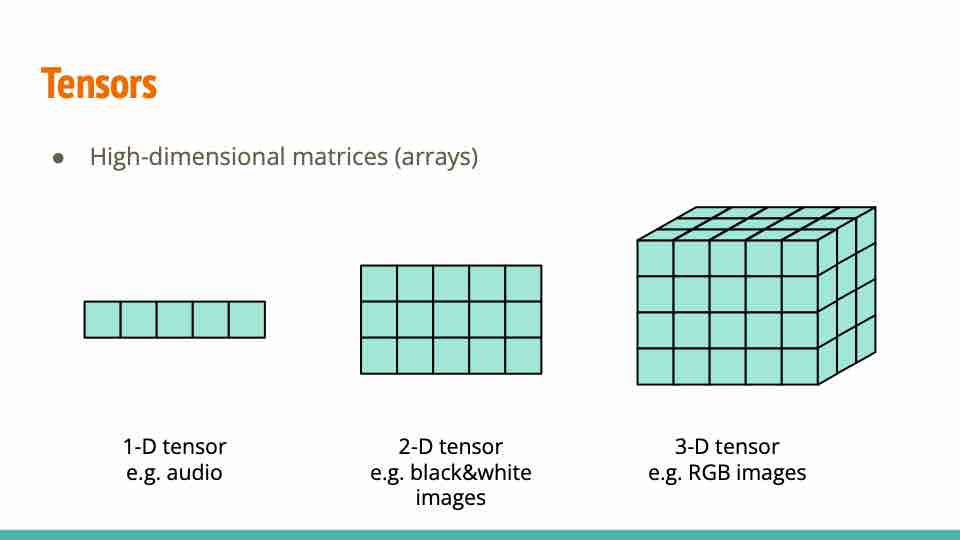 Tensors
● High-dimensional matrices (arrays)
1-D tensor
e.g. audio
2-D tensor
e.g. black&white
images
3-D tensor
e.g. RGB images